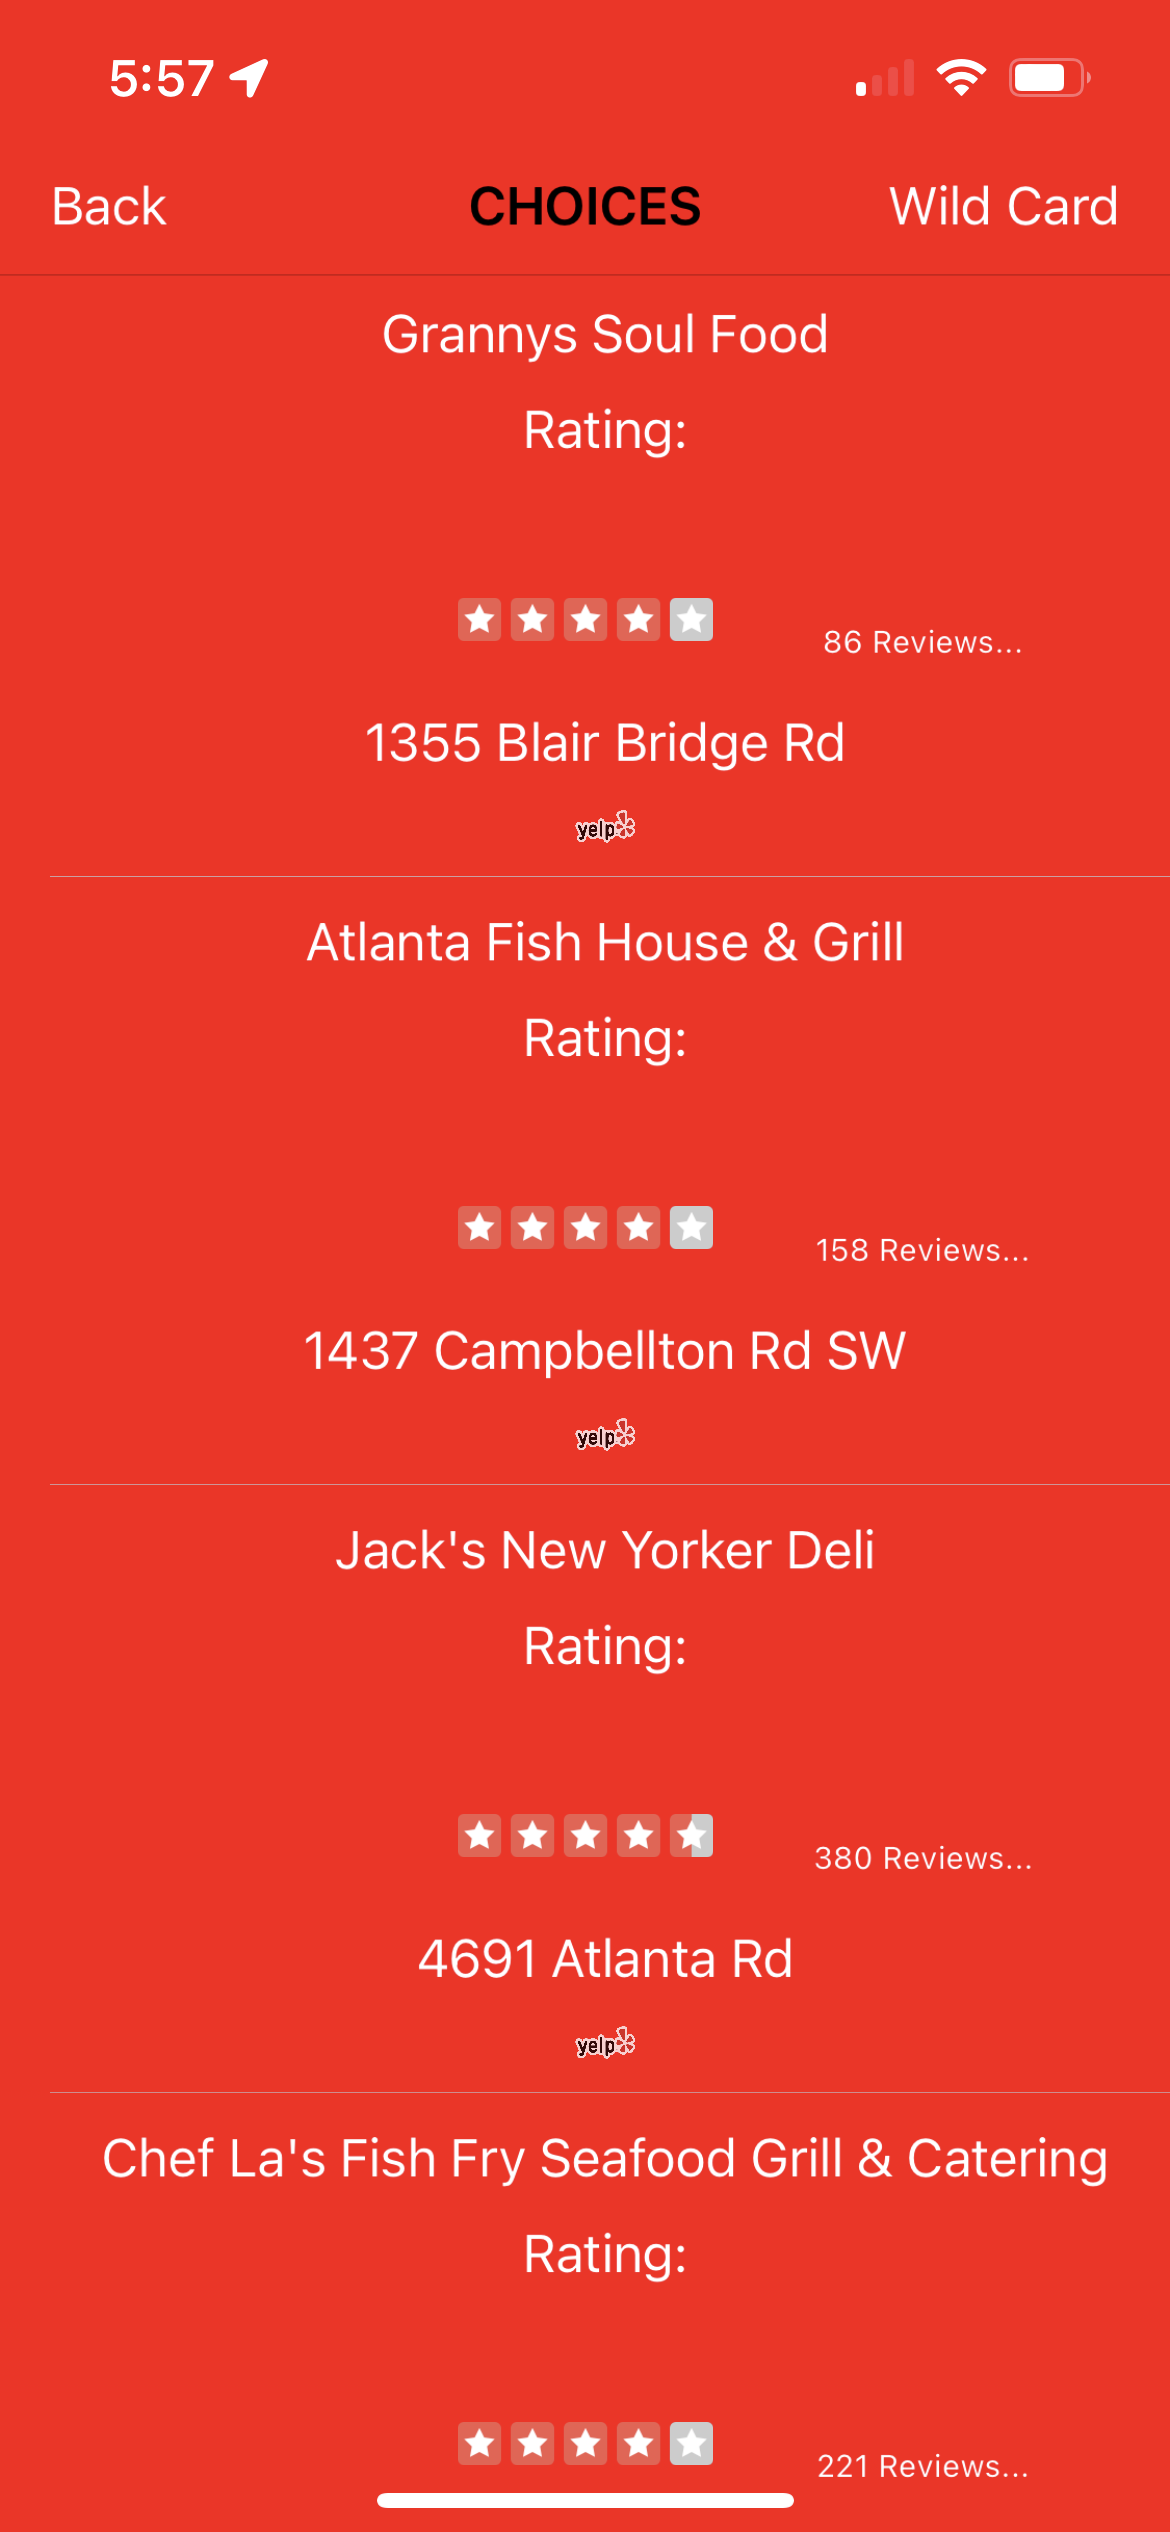 5:57
Back CHOICES Wild Card
Grannys Soul Food
Rating:
86 Reviews...
1355 Blair Bridge Rd
yelp
Atlanta Fish House & Grill
Rating:
158 Reviews...
1437 Campbellton Rd SW
yelp
Jack's New Yorker Deli
Rating:
380 Reviews...
4691 Atlanta Rd
yelp
Chef La's Fish Fry Seafood Grill & Catering
Rating:
221 Reviews...